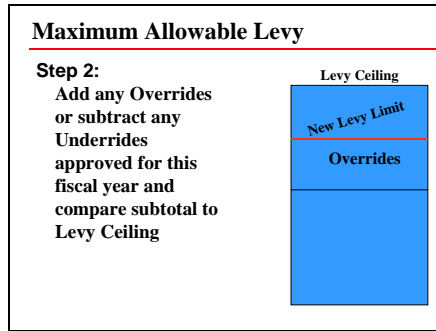 Maximum Allowable Levy
Step 2:
Add any Overrides
or subtract any
Underrides
approved for this
fiscal year and
compare subtotal to
Levy Ceiling
Levy Ceiling
New Levy Limit
Overrides